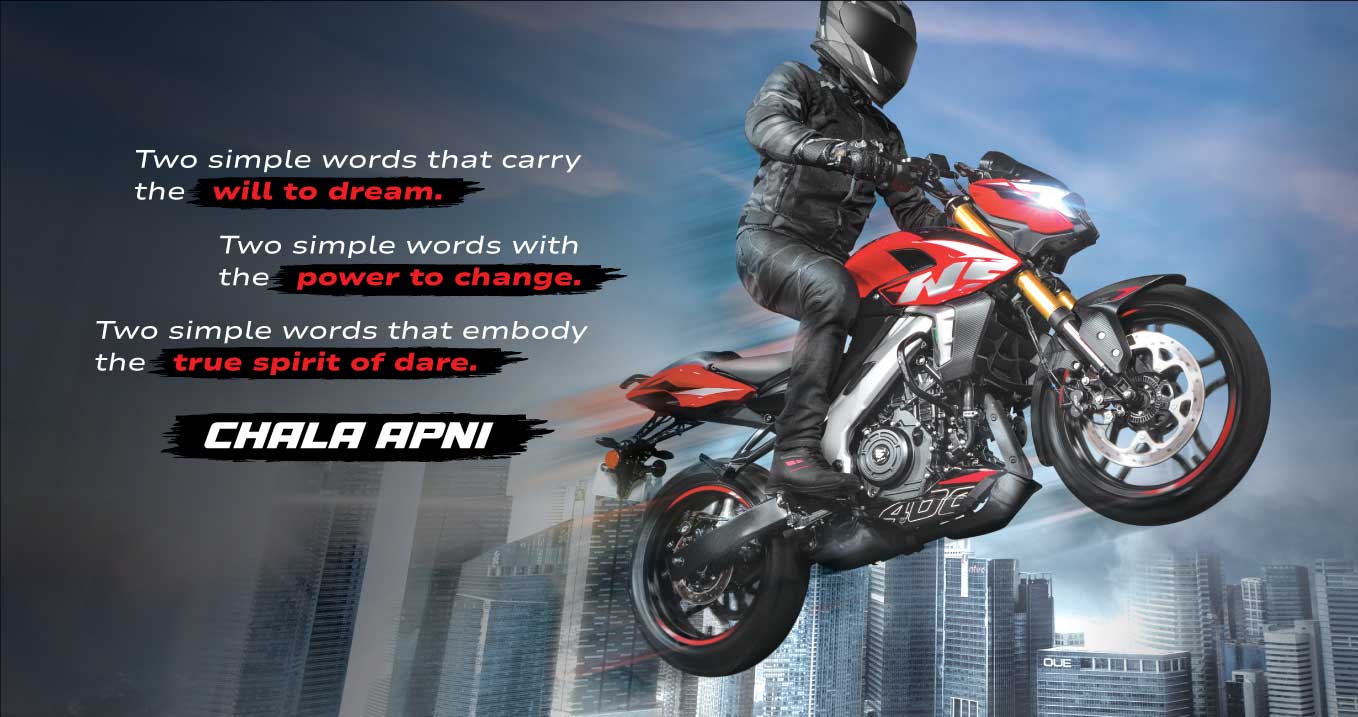 Two simple words that carry
the will to dream.
Two simple words with
the power to change.
Two simple words that embody
the true spirit of dare.
CHALA APNI
NS
400
OUE